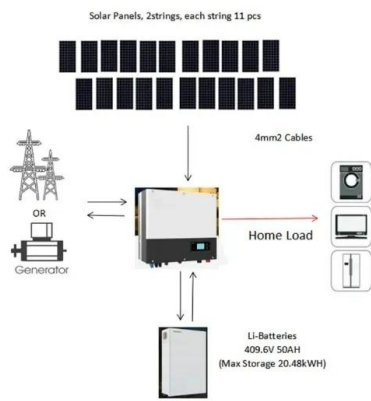 Solar Panels, 2strings, each string 11 pcs
4mm2 Cables
OR
Generator
Home Load
Li-Batteries
409.6V 50AH
(Max Storage 20.48kWH)